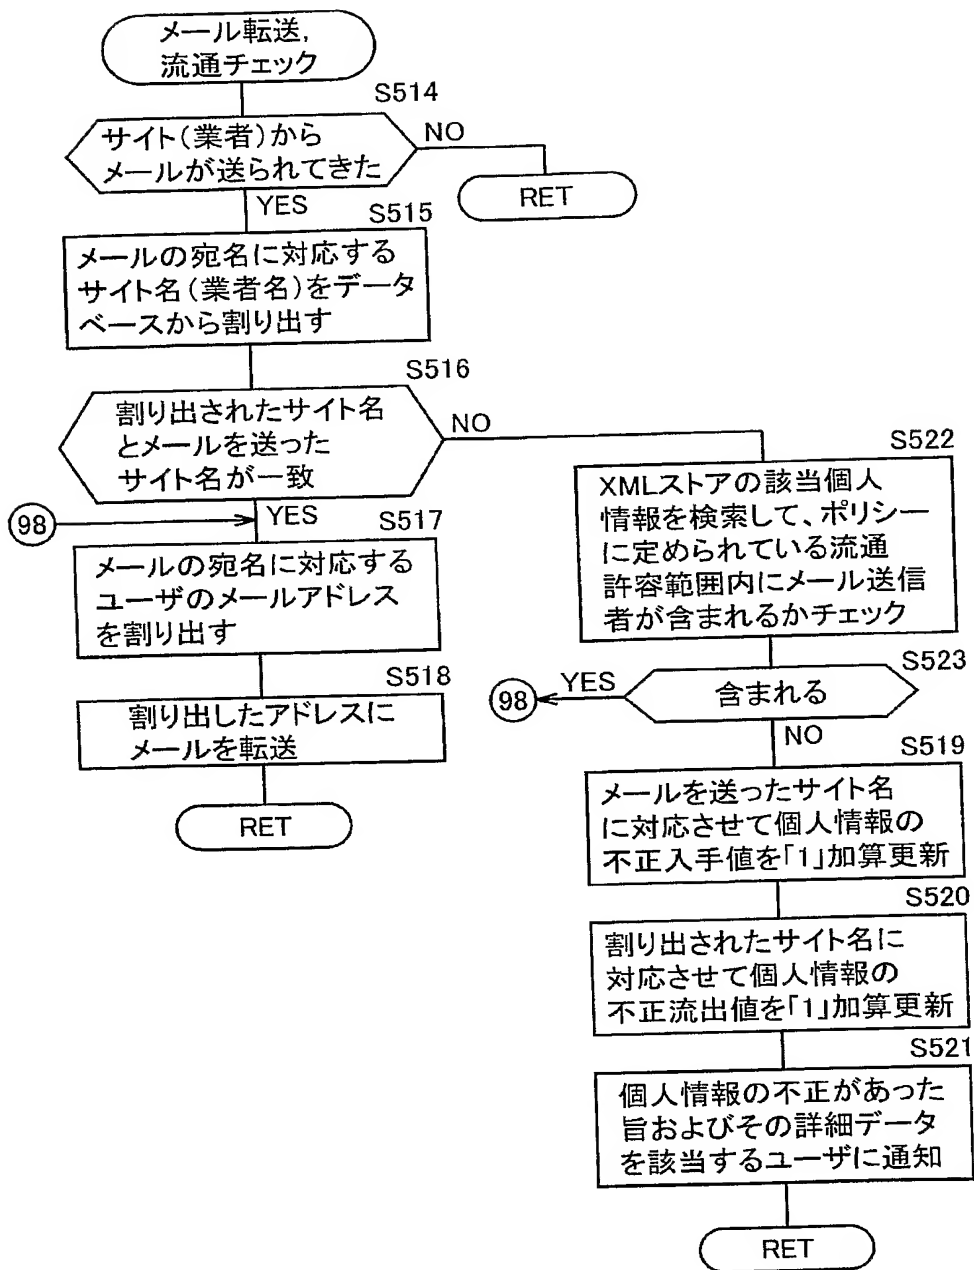 メール転送,
流通チェック
S514
サイト(業者)から
メールが送られてきた
NO
RET
YES
S515
メールの宛名に対応する
サイト名(業者名)をデータ
ベースから割り出す
S516
割り出されたサイト名
とメールを送った
サイト名が一致
NO
98
YES
S517
メールの宛名に対応する
ユーザのメールアドレス
を割り出す
S518
割り出したアドレスに
メールを転送
RET
S522
XMLストアの該当個人
情報を検索して、ポリシー
に定められている流通
許容範囲内にメール送信
者が含まれるかチェック
S523
含まれる
YES
98
NO
S519
メールを送ったサイト名
に対応させて個人情報の
不正入手値を「1」加算更新
S520
割り出されたサイト名に
対応させて個人情報の
不正流出値を「1」加算更新
S521
個人情報の不正があった
旨およびその詳細データ
を該当するユーザに通知
RET